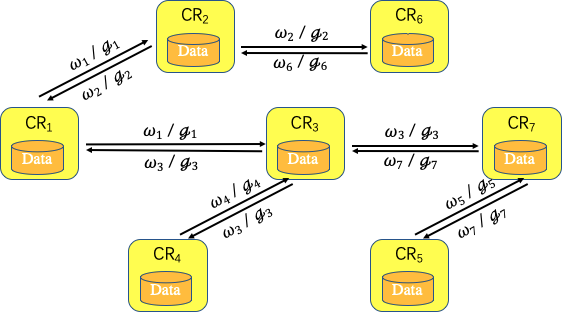 CR₂
Data
ω₁ / ℊ₁
ω₂ / ℊ₂
ω₂ / ℊ₂
ω₆ / ℊ₆
CR₆
Data
CR₁
Data
ω₁ / ℊ₁
ω₃ / ℊ₃
CR₃
Data
ω₃ / ℊ₃
ω₇ / ℊ₇
CR₇
Data
ω₄ / ℊ₄
ω₃ / ℊ₃
ω₅ / ℊ₅
ω₇ / ℊ₇
CR₄
Data
CR₅
Data